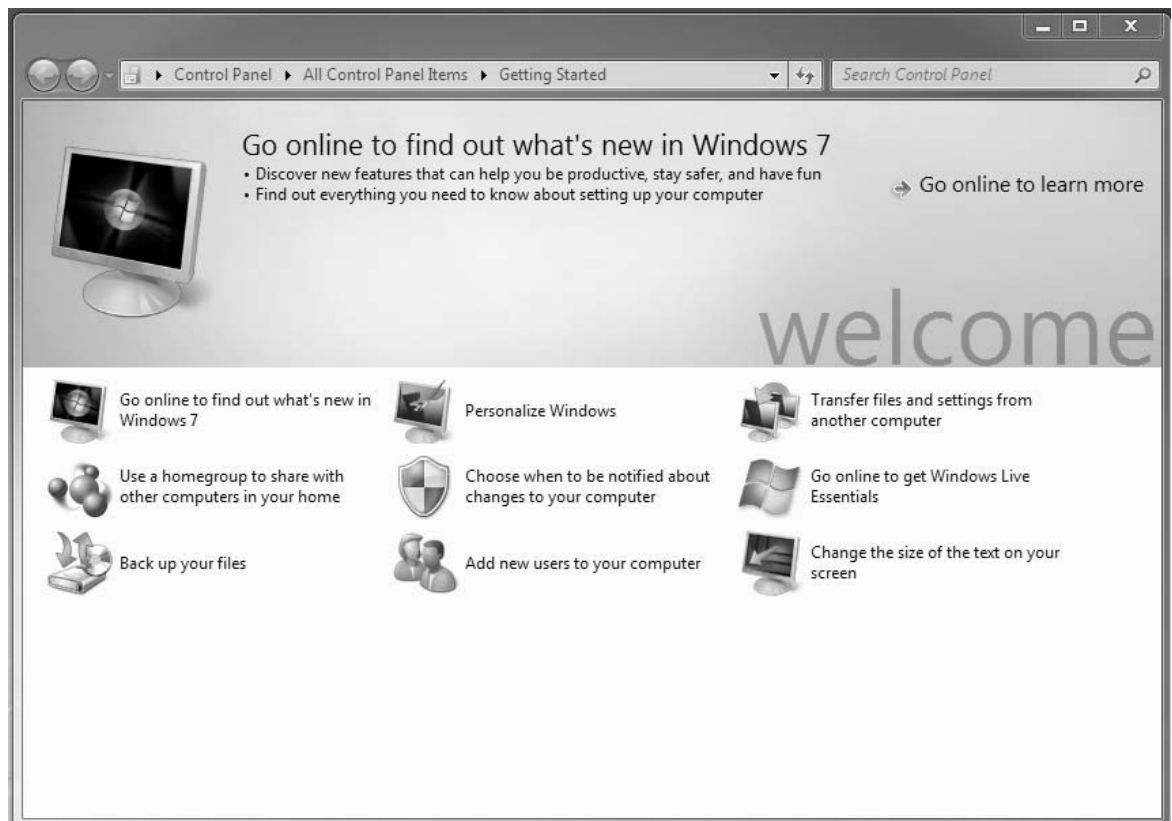 Control Panel ▸ All Control Panel Items ▸ Getting Started
Search Control Panel
Go online to find out what's new in Windows 7
• Discover new features that can help you be productive, stay safer, and have fun
• Find out everything you need to know about setting up your computer
Go online to learn more
welcome
Go online to find out what's new in
Windows 7
Personalize Windows
Transfer files and settings from
another computer
Use a homegroup to share with
other computers in your home
Choose when to be notified about
changes to your computer
Go online to get Windows Live
Essentials
Back up your files
Add new users to your computer
Change the size of the text on your
screen